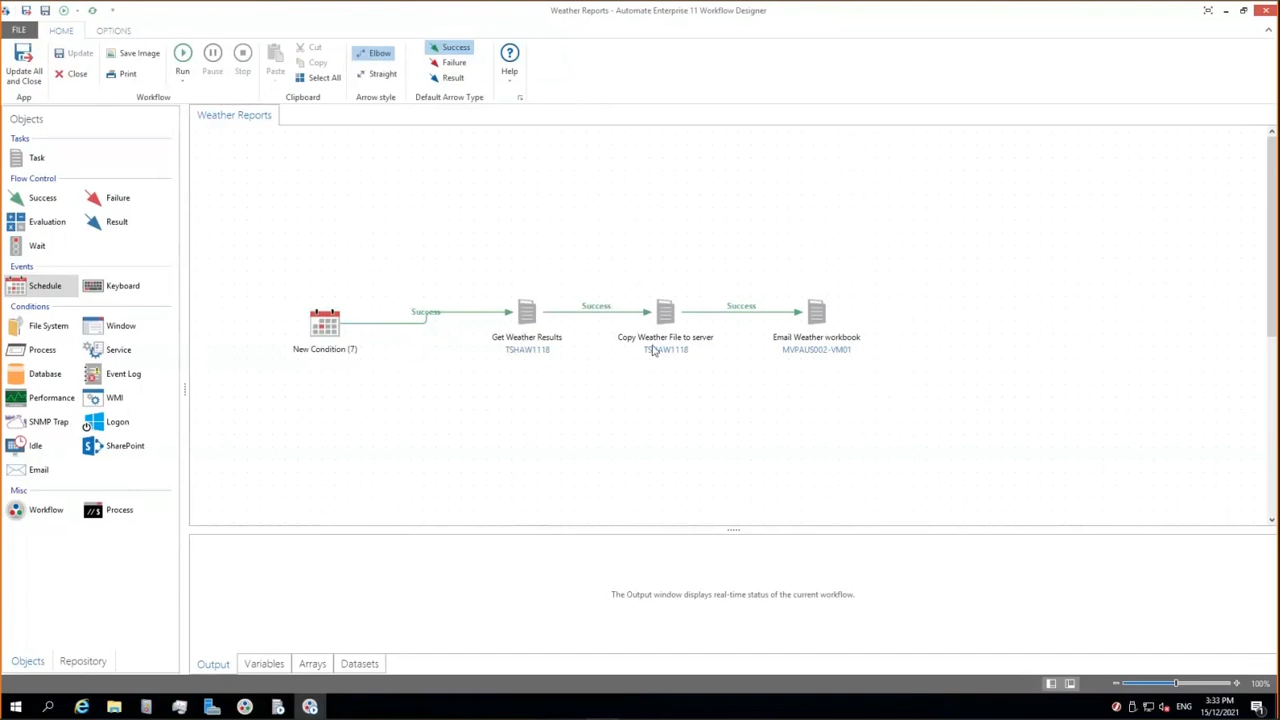 Weather Reports - Automate Enterprise 11 Workflow Designer
FILE
HOME
OPTIONS
Update All and Close
Update
Close
App
Save Image
Print
Run
Pause
Stop
Workflow
Paste
Cut
Copy
Select All
Clipboard
Elbow
Straight
Arrow style
Success
Failure
Result
Default Arrow Type
Help
Objects
Tasks
Task
Flow Control
Success
Failure
Evaluation
Result
Wait
Events
Schedule
Keyboard
Conditions
File System
Window
Process
Service
Database
Event Log
Performance
WMI
SNMP Trap
Logon
Idle
SharePoint
Email
Misc
Workflow
Process
Objects
Repository
Weather Reports
Success
Success
Success
New Condition (7)
Get Weather Results
TSHAW1118
Copy Weather File to server
TSHAW1118
Email Weather workbook
MVPAUS002-VM01
The Output window displays real-time status of the current workflow.
Output
Variables
Arrays
Datasets
100%
ENG
3:33 PM
15/12/2021
1